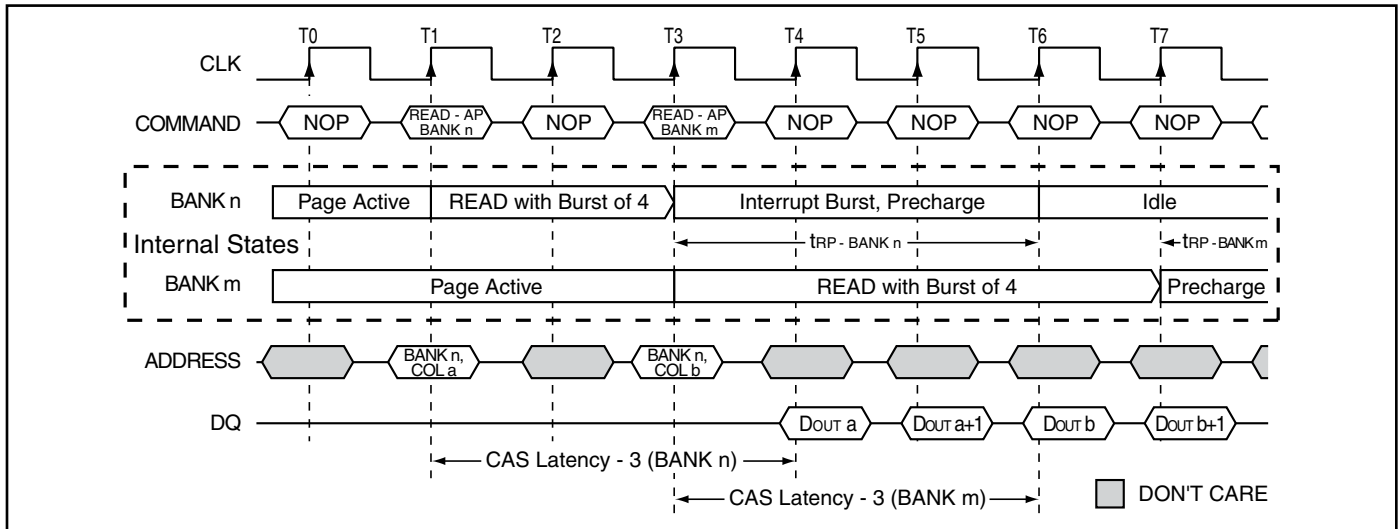 T0 T1 T2 T3 T4 T5 T6 T7
CLK
COMMAND NOP READ - AP BANK n NOP READ - AP BANK m NOP NOP NOP NOP
BANK n Page Active READ with Burst of 4 Interrupt Burst, Precharge Idle
Internal States tRP - BANK n tRP - BANK m
BANK m Page Active READ with Burst of 4 Precharge
ADDRESS BANK n, COL a BANK n, COL b
DQ DOUT a DOUT a+1 DOUT b DOUT b+1
CAS Latency - 3 (BANK n)
CAS Latency - 3 (BANK m) DON'T CARE